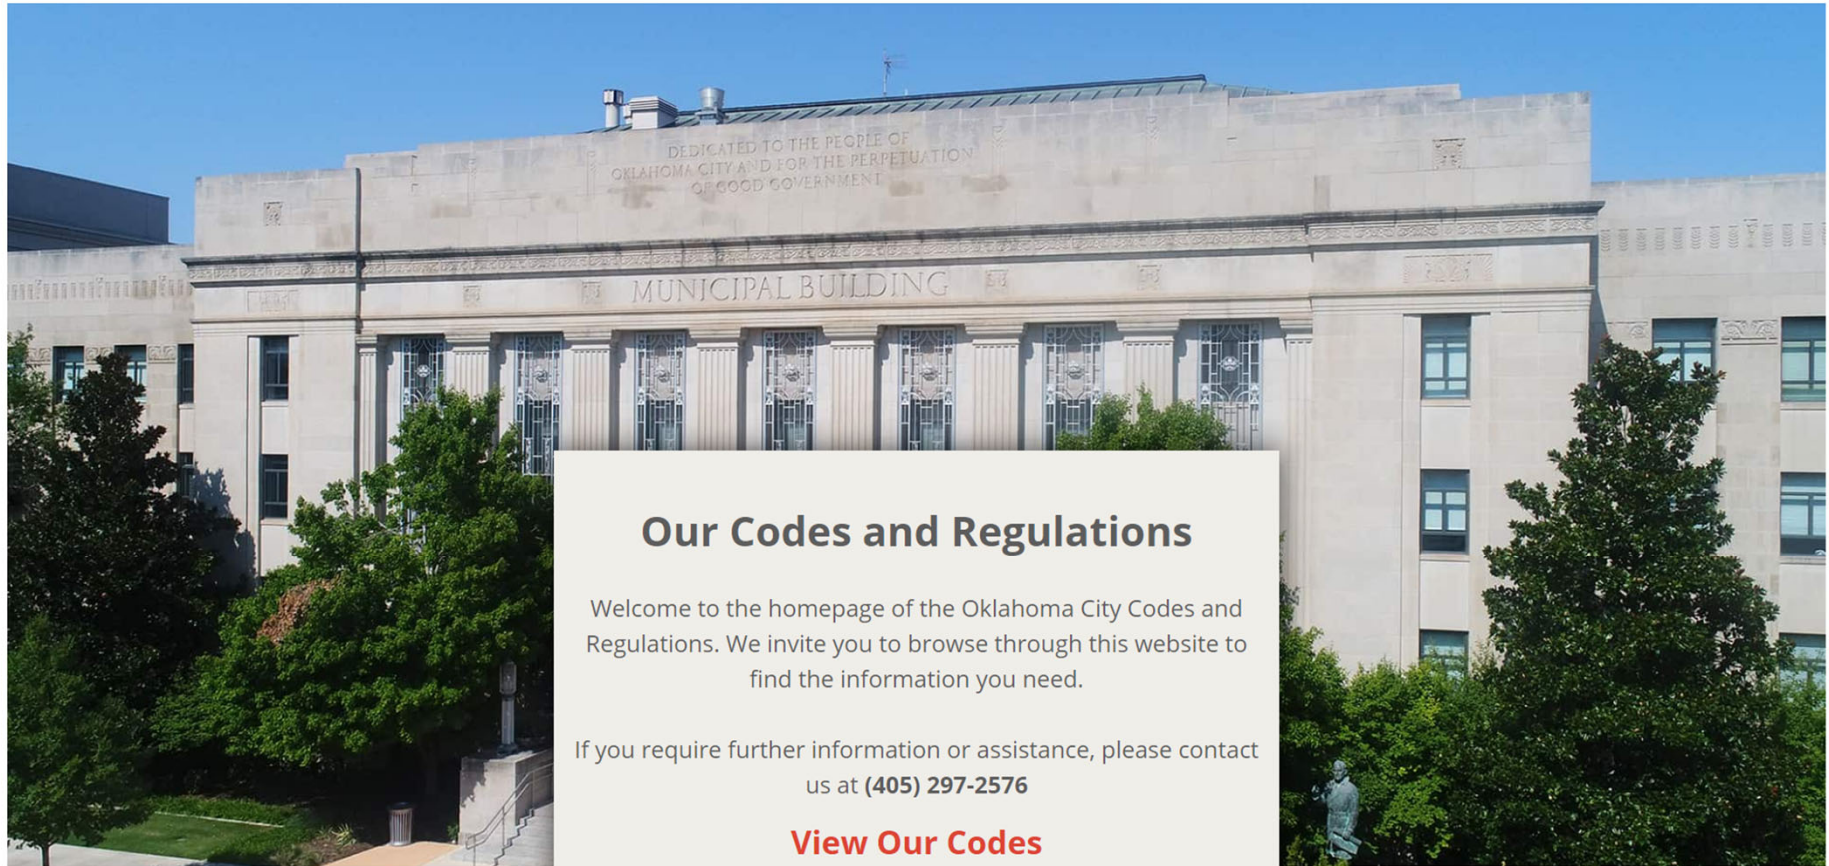 DEDICATED TO THE PEOPLE OF
OKLAHOMA CITY AND FOR THE PERPETUATION
OF GOOD GOVERNMENT
MUNICIPAL BUILDING
Our Codes and Regulations
Welcome to the homepage of the Oklahoma City Codes and
Regulations. We invite you to browse through this website to
find the information you need.
If you require further information or assistance, please contact
us at (405) 297-2576
View Our Codes